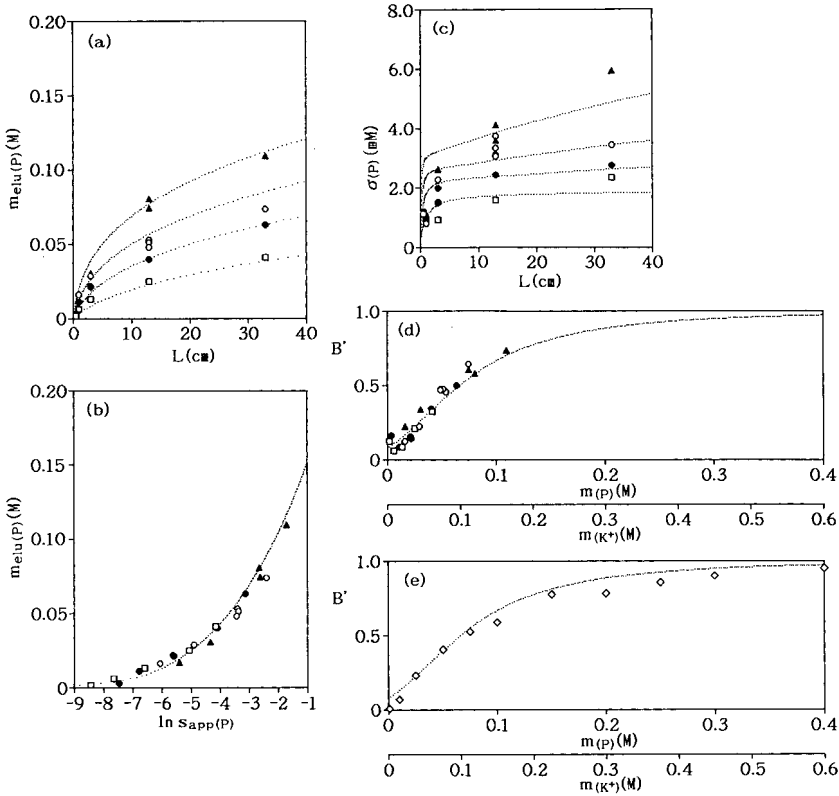 (a)
0.20
0.15
0.10
0.05
0
m_elu(P)(M)
0 10 20 30 40
L(cm)
(b)
0.20
0.15
0.10
0.05
0
m_elu(P)(M)
-9 -8 -7 -6 -5 -4 -3 -2 -1
ln s_app(P)
(c)
8.0
6.0
4.0
2.0
0
σ(P)(mM)
0 10 20 30 40
L(cm)
(d)
B'
1.0
0.5
0
0 0.1 0.2 0.3 0.4
m(P)(M)
0 0.1 0.2 0.3 0.4 0.5 0.6
m(K⁺)(M)
(e)
B'
1.0
0.5
0
0 0.1 0.2 0.3 0.4
m(P)(M)
0 0.1 0.2 0.3 0.4 0.5 0.6
m(K⁺)(M)